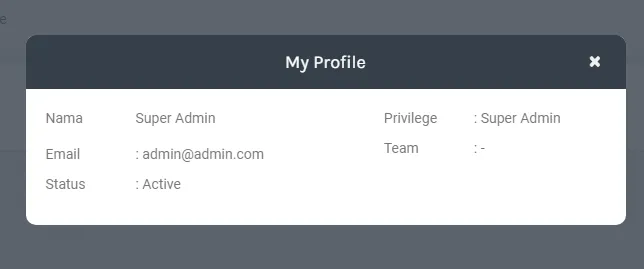 e
My Profile
Nama Super Admin
Email : admin@admin.com
Status : Active
Privilege : Super Admin
Team : -